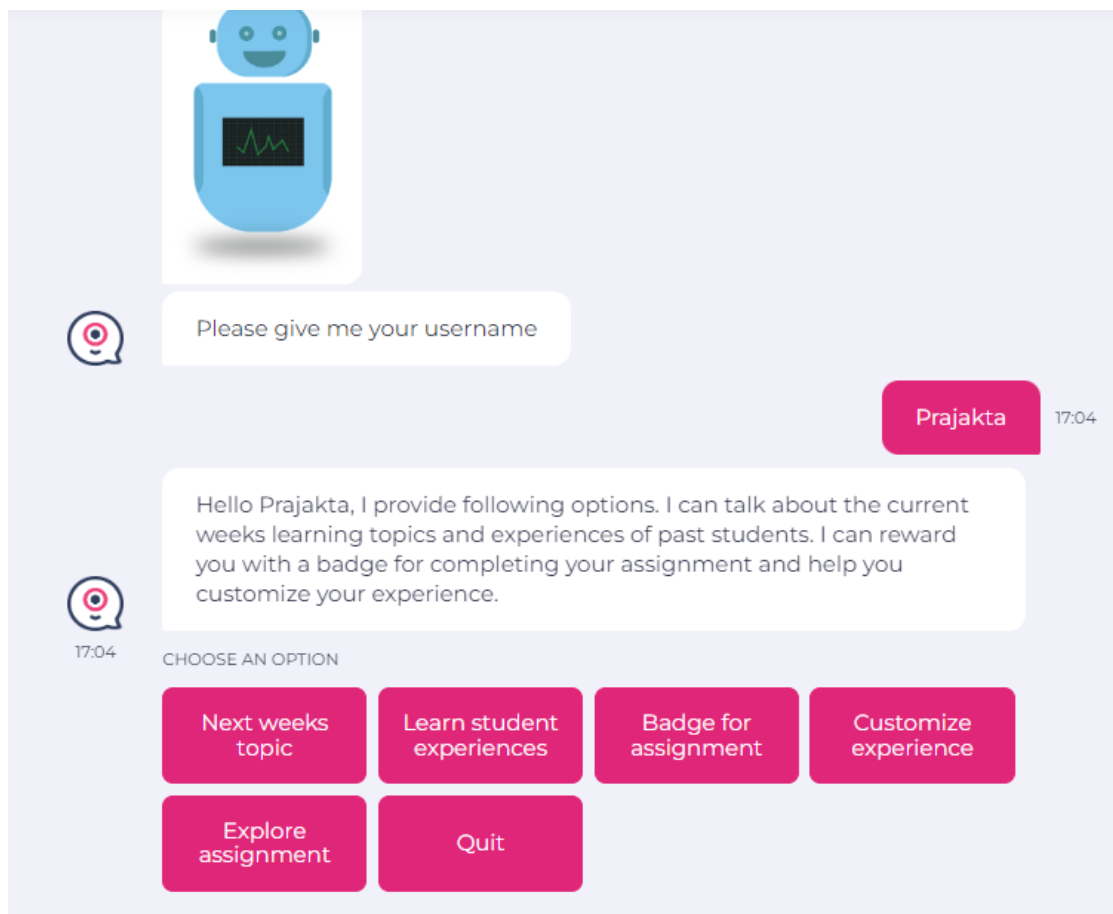 Please give me your username
Prajakta
17:04
Hello Prajakta, I provide following options. I can talk about the current
weeks learning topics and experiences of past students. I can reward
you with a badge for completing your assignment and help you
customize your experience.
17:04
CHOOSE AN OPTION
Next weeks
topic
Learn student
experiences
Badge for
assignment
Customize
experience
Explore
assignment
Quit